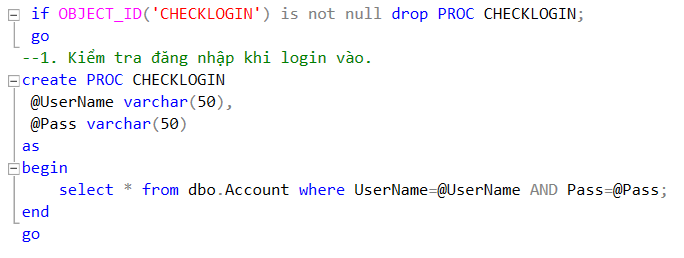 if OBJECT_ID('CHECKLOGIN') is not null drop PROC CHECKLOGIN;
go
--1. Kiểm tra đăng nhập khi login vào.
create PROC CHECKLOGIN
@UserName varchar(50),
@Pass varchar(50)
as
begin
select * from dbo.Account where UserName=@UserName AND Pass=@Pass;
end
go